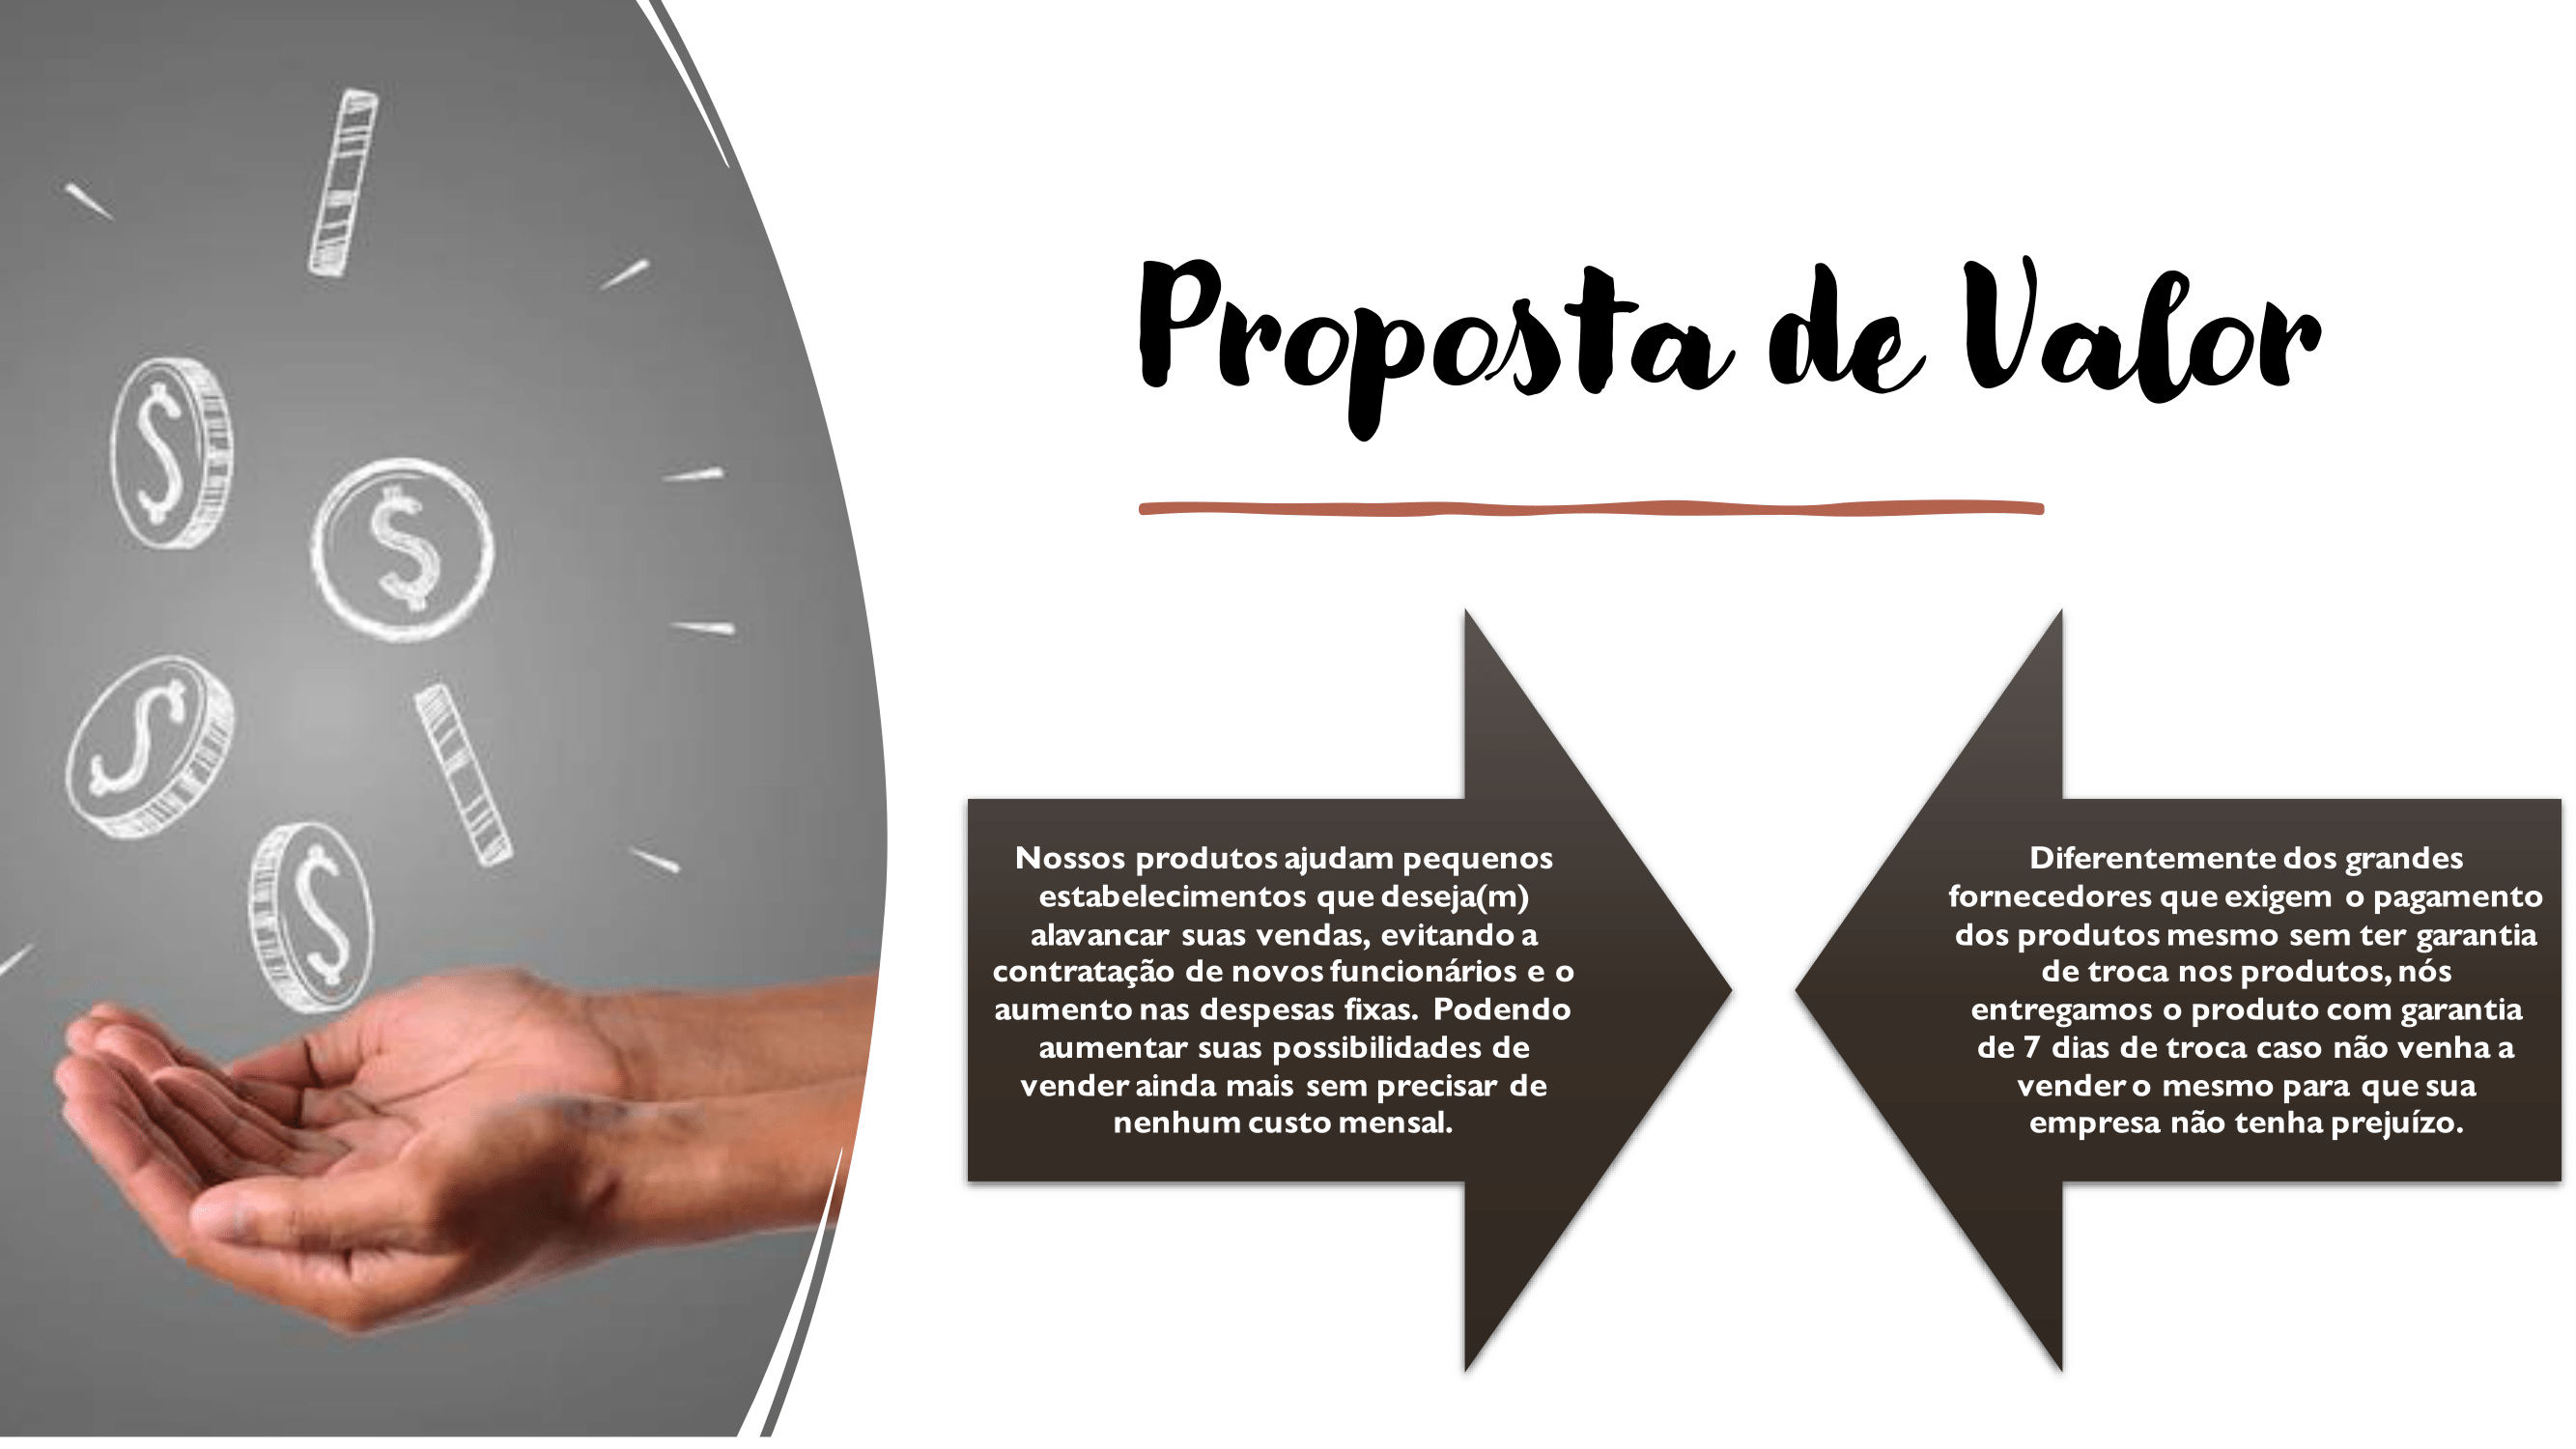 Proposta de Valor
Nossos produtos ajudam pequenos
estabelecimentos que deseja(m)
alavancar suas vendas, evitando a
contratação de novos funcionários e o
aumento nas despesas fixas. Podendo
aumentar suas possibilidades de
vender ainda mais sem precisar de
nenhum custo mensal.
Diferentemente dos grandes
fornecedores que exigem o pagamento
dos produtos mesmo sem ter garantia
de troca nos produtos, nós
entregamos o produto com garantia
de 7 dias de troca caso não venha a
vender o mesmo para que sua
empresa não tenha prejuízo.